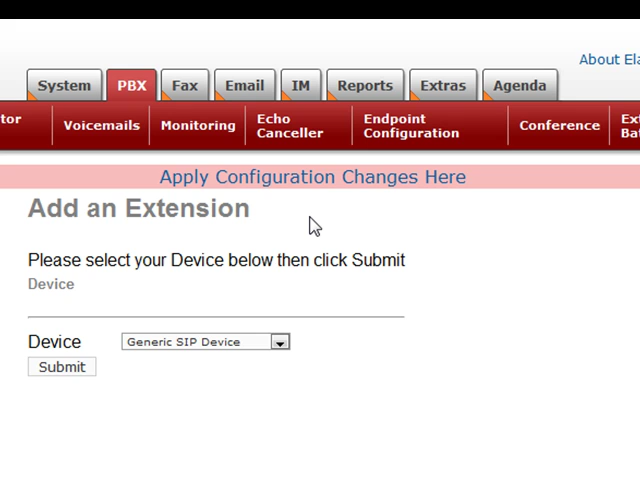 About Ela
System PBX Fax Email IM Reports Extras Agenda
tor Voicemails Monitoring Echo Canceller Endpoint Configuration Conference Ext Bat
Apply Configuration Changes Here
Add an Extension
Please select your Device below then click Submit
Device
Device Generic SIP Device
Submit